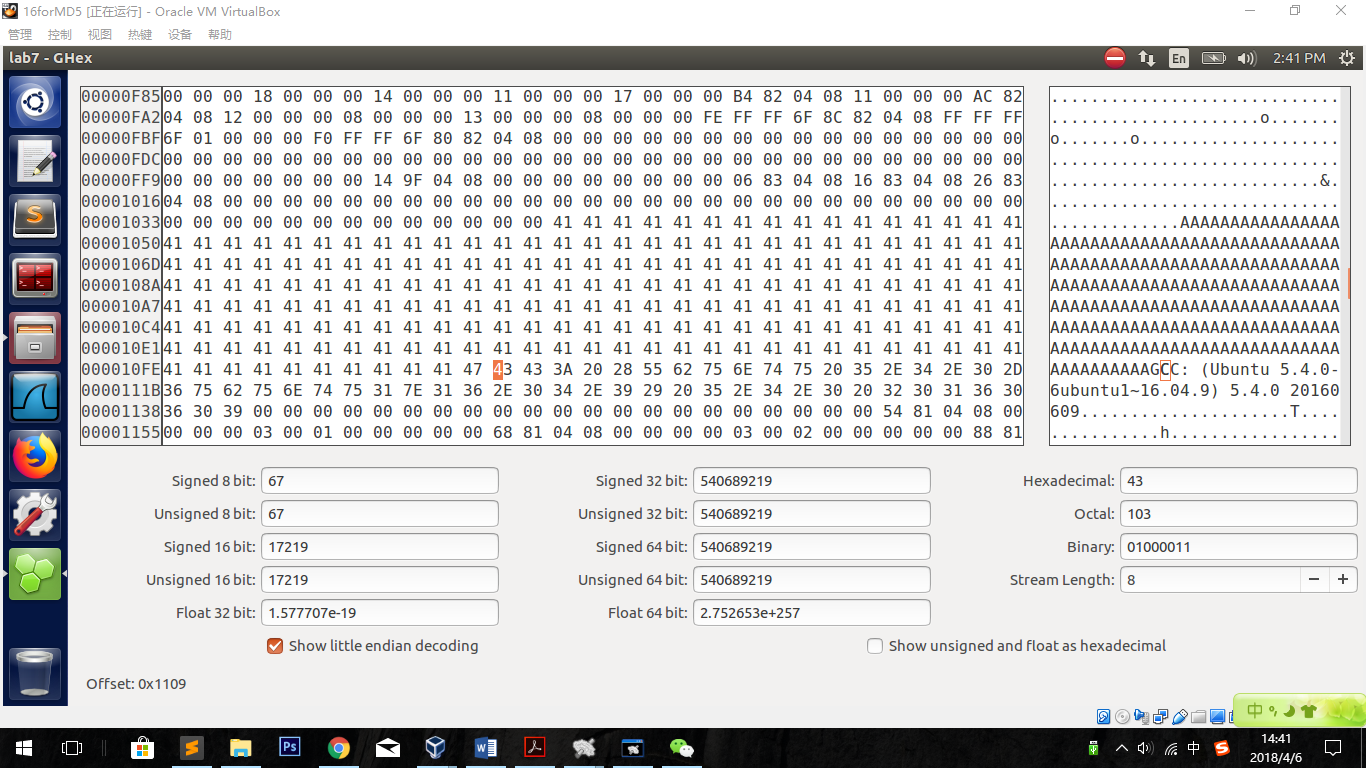 16forMD5 [正在运行] - Oracle VM VirtualBox
管理 控制 视图 热键 设备 帮助
lab7 - GHex En 2:41 PM
00000F85 00 00 00 18 00 00 00 14 00 00 00 11 00 00 00 17 00 00 00 B4 82 04 08 11 00 00 00 AC 82 .............................
00000FA2 04 08 12 00 00 00 08 00 00 00 13 00 00 00 08 00 00 00 FE FF FF 6F 8C 82 04 08 FF FF FF .....................o.......
00000FBF 6F 01 00 00 00 F0 FF FF 6F 80 82 04 08 00 00 00 00 00 00 00 00 00 00 00 00 00 00 00 00 o.......o....................
00000FDC 00 00 00 00 00 00 00 00 00 00 00 00 00 00 00 00 00 00 00 00 00 00 00 00 00 00 00 00 00 .............................
00000FF9 00 00 00 00 00 00 00 14 9F 04 08 00 00 00 00 00 00 00 00 06 83 04 08 16 83 04 08 26 83 ...........................&.
00001016 04 08 00 00 00 00 00 00 00 00 00 00 00 00 00 00 00 00 00 00 00 00 00 00 00 00 00 00 00 .............................
00001033 00 00 00 00 00 00 00 00 00 00 00 00 00 41 41 41 41 41 41 41 41 41 41 41 41 41 41 41 41 .............AAAAAAAAAAAAAAAA
00001050 41 41 41 41 41 41 41 41 41 41 41 41 41 41 41 41 41 41 41 41 41 41 41 41 41 41 41 41 41 AAAAAAAAAAAAAAAAAAAAAAAAAAAAA
0000106D 41 41 41 41 41 41 41 41 41 41 41 41 41 41 41 41 41 41 41 41 41 41 41 41 41 41 41 41 41 AAAAAAAAAAAAAAAAAAAAAAAAAAAAA
0000108A 41 41 41 41 41 41 41 41 41 41 41 41 41 41 41 41 41 41 41 41 41 41 41 41 41 41 41 41 41 AAAAAAAAAAAAAAAAAAAAAAAAAAAAA
000010A7 41 41 41 41 41 41 41 41 41 41 41 41 41 41 41 41 41 41 41 41 41 41 41 41 41 41 41 41 41 AAAAAAAAAAAAAAAAAAAAAAAAAAAAA
000010C4 41 41 41 41 41 41 41 41 41 41 41 41 41 41 41 41 41 41 41 41 41 41 41 41 41 41 41 41 41 AAAAAAAAAAAAAAAAAAAAAAAAAAAAA
000010E1 41 41 41 41 41 41 41 41 41 41 41 41 41 41 41 41 41 41 41 41 41 41 41 41 41 41 41 41 41 AAAAAAAAAAAAAAAAAAAAAAAAAAAAA
000010FE 41 41 41 41 41 41 41 41 41 41 47 43 43 3A 20 28 55 62 75 6E 74 75 20 35 2E 34 2E 30 2D AAAAAAAAAAGCC: (Ubuntu 5.4.0-
0000111B 36 75 62 75 6E 74 75 31 7E 31 36 2E 30 34 2E 39 29 20 35 2E 34 2E 30 20 32 30 31 36 30 6ubuntu1~16.04.9) 5.4.0 20160
00001138 36 30 39 00 00 00 00 00 00 00 00 00 00 00 00 00 00 00 00 00 00 00 00 00 54 81 04 08 00 609.....................T....
00001155 00 00 00 03 00 01 00 00 00 00 00 68 81 04 08 00 00 00 00 03 00 02 00 00 00 00 00 88 81 ...........h.................
Signed 8 bit: 67 Signed 32 bit: 540689219 Hexadecimal: 43
Unsigned 8 bit: 67 Unsigned 32 bit: 540689219 Octal: 103
Signed 16 bit: 17219 Signed 64 bit: 540689219 Binary: 01000011
Unsigned 16 bit: 17219 Unsigned 64 bit: 540689219 Stream Length: 8
Float 32 bit: 1.577707e-19 Float 64 bit: 2.752653e+257
Show little endian decoding Show unsigned and float as hexadecimal
Offset: 0x1109
中
14:41
中
2018/4/6